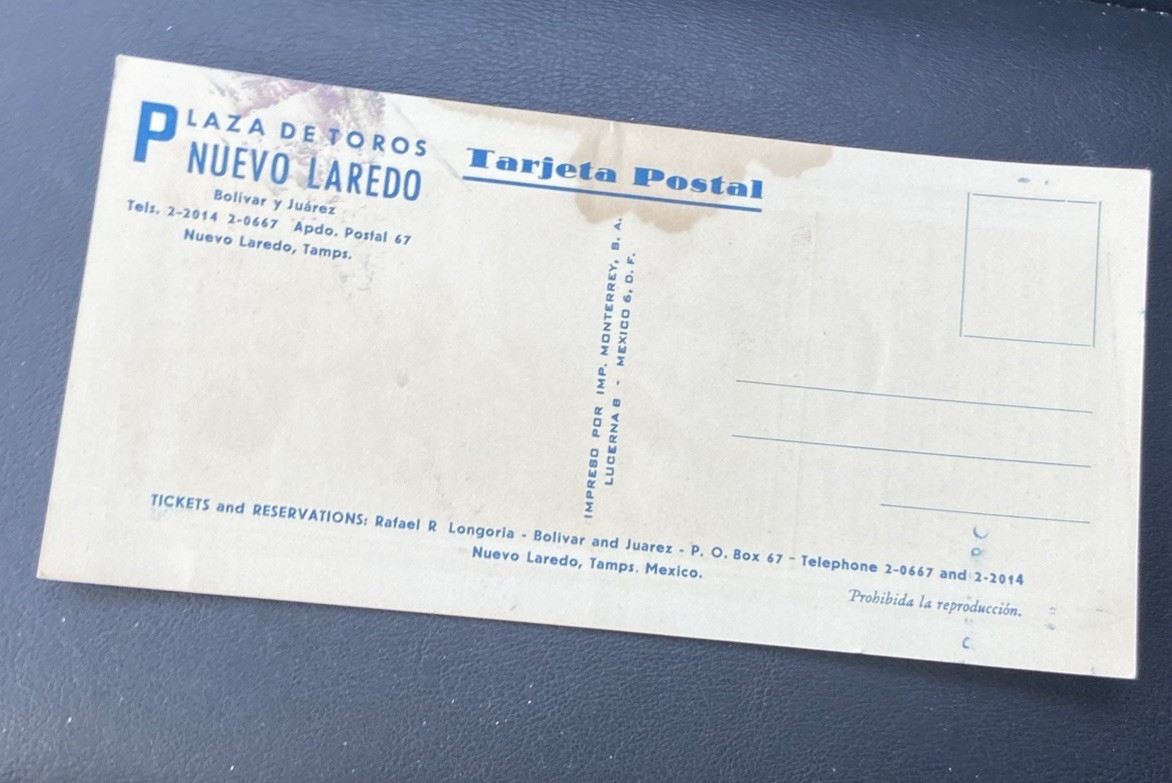 PLAZA DE TOROS
NUEVO LAREDO
Bolívar y Juárez
Tels. 2-2014 2-0667 Apdo. Postal 67
Nuevo Laredo, Tamps.
Tarjeta Postal
IMPRESO POR IMP. MONTERREY, S. A.
LUCERNA 8 - MEXICO 6, D. F.
TICKETS and RESERVATIONS: Rafael R Longoria - Bolivar and Juarez - P. O. Box 67 - Telephone 2-0667 and 2-2014
Nuevo Laredo, Tamps. Mexico.
Prohibida la reproducción.